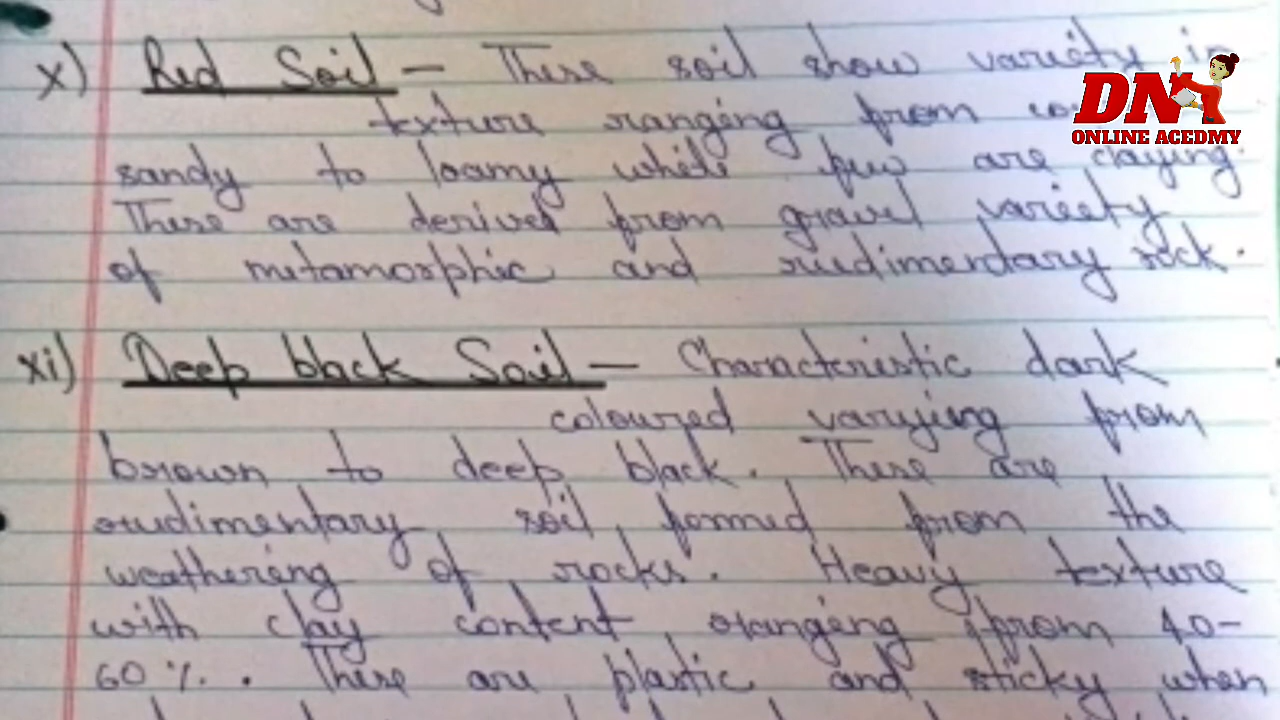 x) Red Soil - These soil show variety in
DN
ONLINE ACEDMY
texture ranging from
sandy to loamy while few are claying.
These are derived from gravel variety
of metamorphic and rudimentary rock.
xi) Deep black Soil - Characteristic dark
coloured varying from
brown to deep black. These are
rudimentary soil formed from the
weathering of rocks. Heavy texture
with clay content ranging from 40-
60%. These are plastic and sticky when